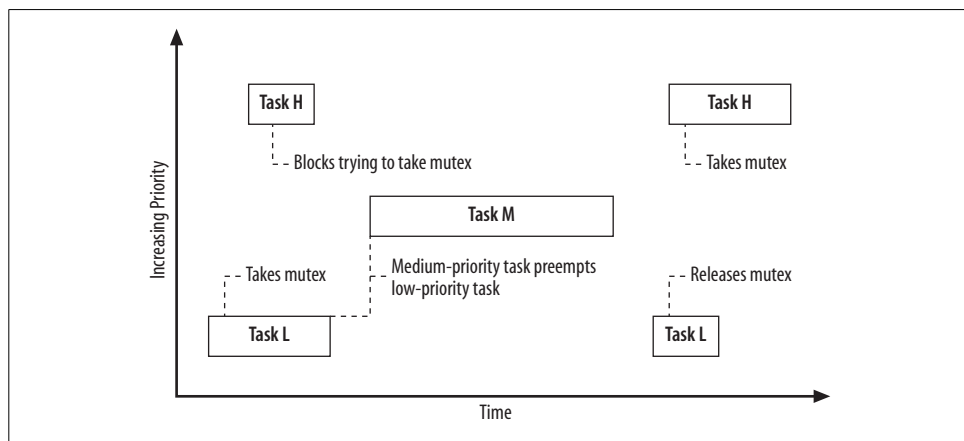 Task H
Task H
Blocks trying to take mutex
Takes mutex
Task M
Increasing Priority
Takes mutex
Medium-priority task preempts
low-priority task
Releases mutex
Task L
Task L
Time